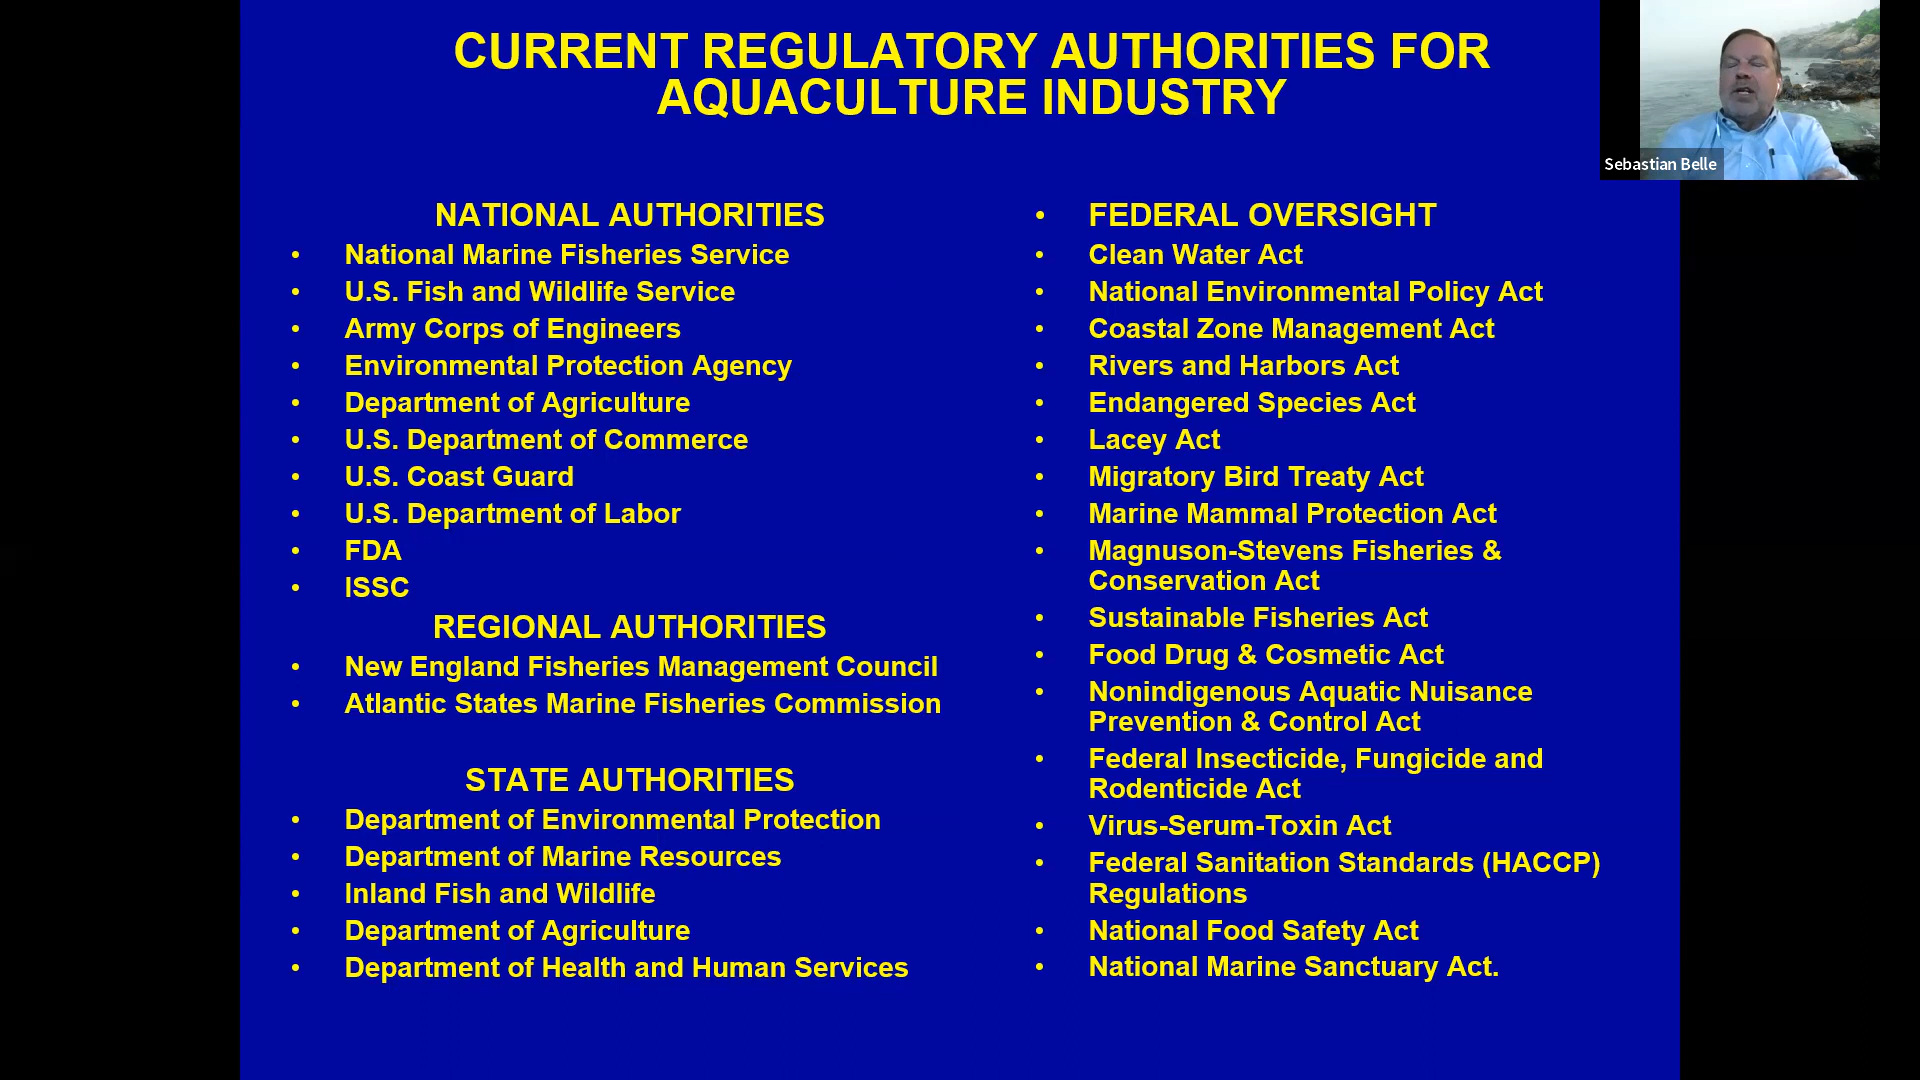 CURRENT REGULATORY AUTHORITIES FOR
AQUACULTURE INDUSTRY
NATIONAL AUTHORITIES
• National Marine Fisheries Service
• U.S. Fish and Wildlife Service
• Army Corps of Engineers
• Environmental Protection Agency
• Department of Agriculture
• U.S. Department of Commerce
• U.S. Coast Guard
• U.S. Department of Labor
• FDA
• ISSC
REGIONAL AUTHORITIES
• New England Fisheries Management Council
• Atlantic States Marine Fisheries Commission
STATE AUTHORITIES
• Department of Environmental Protection
• Department of Marine Resources
• Inland Fish and Wildlife
• Department of Agriculture
• Department of Health and Human Services
• FEDERAL OVERSIGHT
• Clean Water Act
• National Environmental Policy Act
• Coastal Zone Management Act
• Rivers and Harbors Act
• Endangered Species Act
• Lacey Act
• Migratory Bird Treaty Act
• Marine Mammal Protection Act
• Magnuson-Stevens Fisheries &
Conservation Act
• Sustainable Fisheries Act
• Food Drug & Cosmetic Act
• Nonindigenous Aquatic Nuisance
Prevention & Control Act
• Federal Insecticide, Fungicide and
Rodenticide Act
• Virus-Serum-Toxin Act
• Federal Sanitation Standards (HACCP)
Regulations
• National Food Safety Act
• National Marine Sanctuary Act.
Sebastian Belle